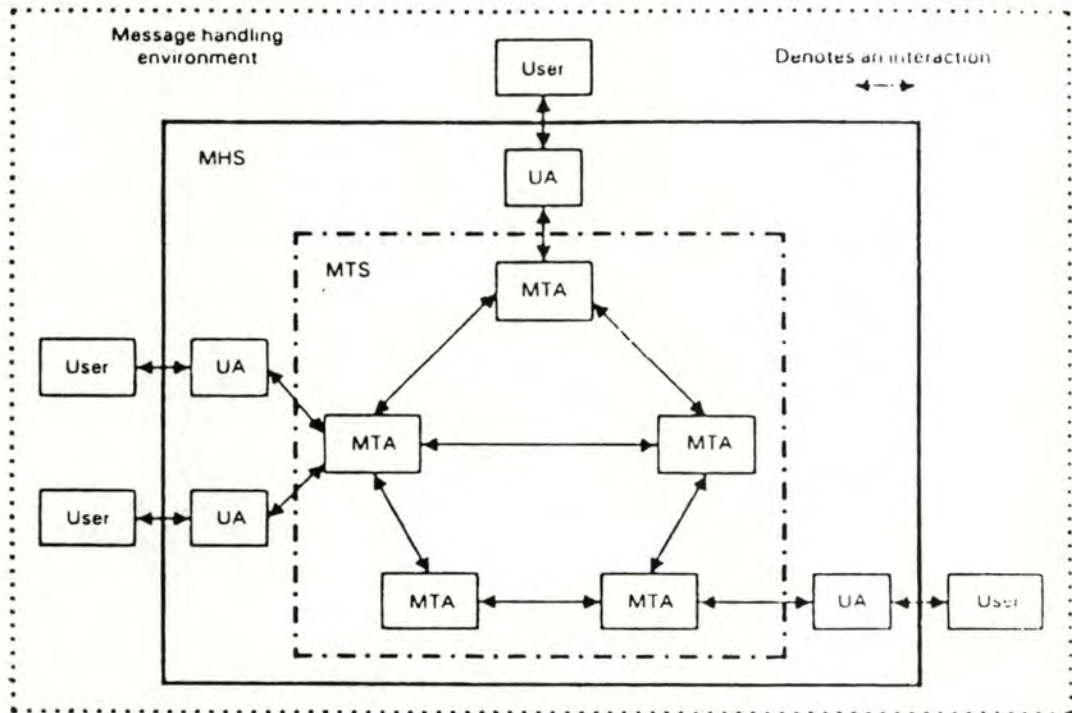 Message handling
environment
User
Denotes an interaction
MHS
UA
MTS
MTA
User
UA
MTA
MTA
User
UA
MTA
MTA
UA
User